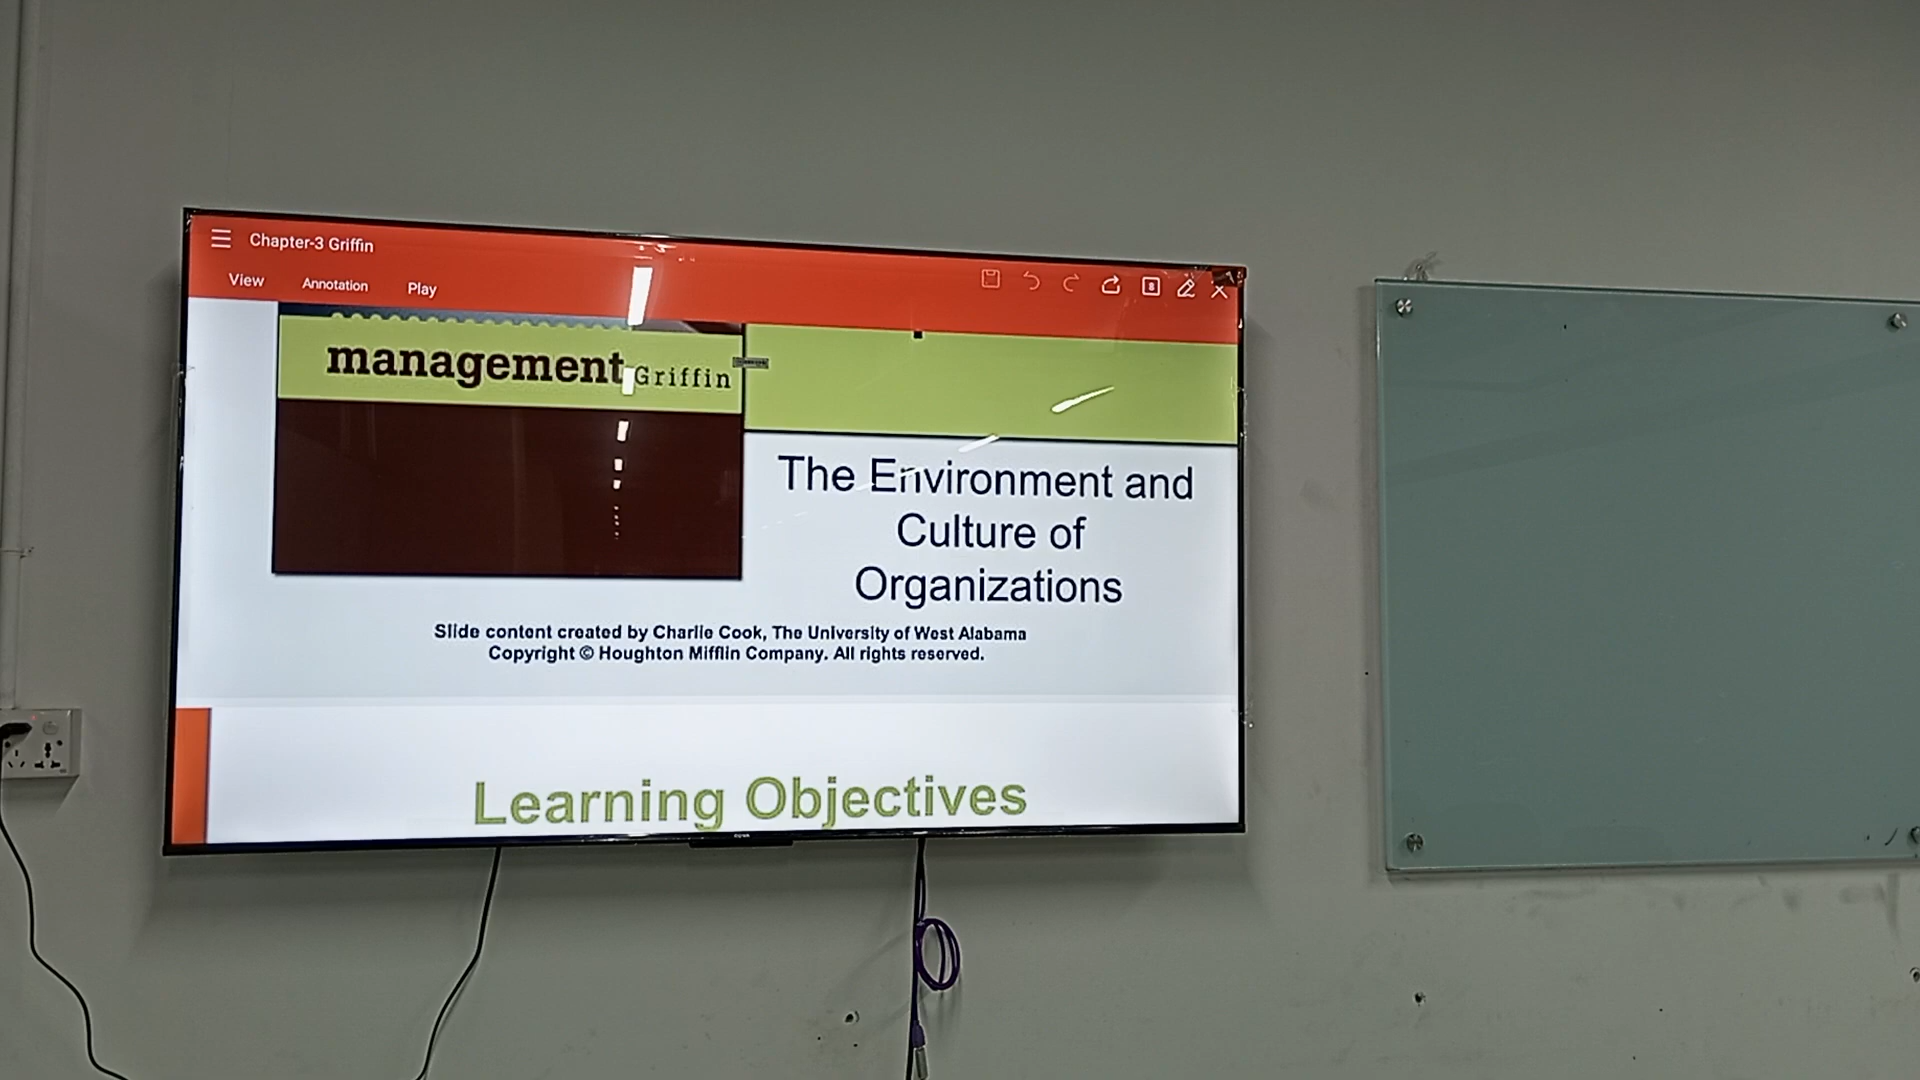 Chapter-3 Griffin
View Annotation Play
management Griffin
The Environment and
Culture of
Organizations
Slide content created by Charlie Cook, The University of West Alabama
Copyright © Houghton Mifflin Company. All rights reserved.
Learning Objectives